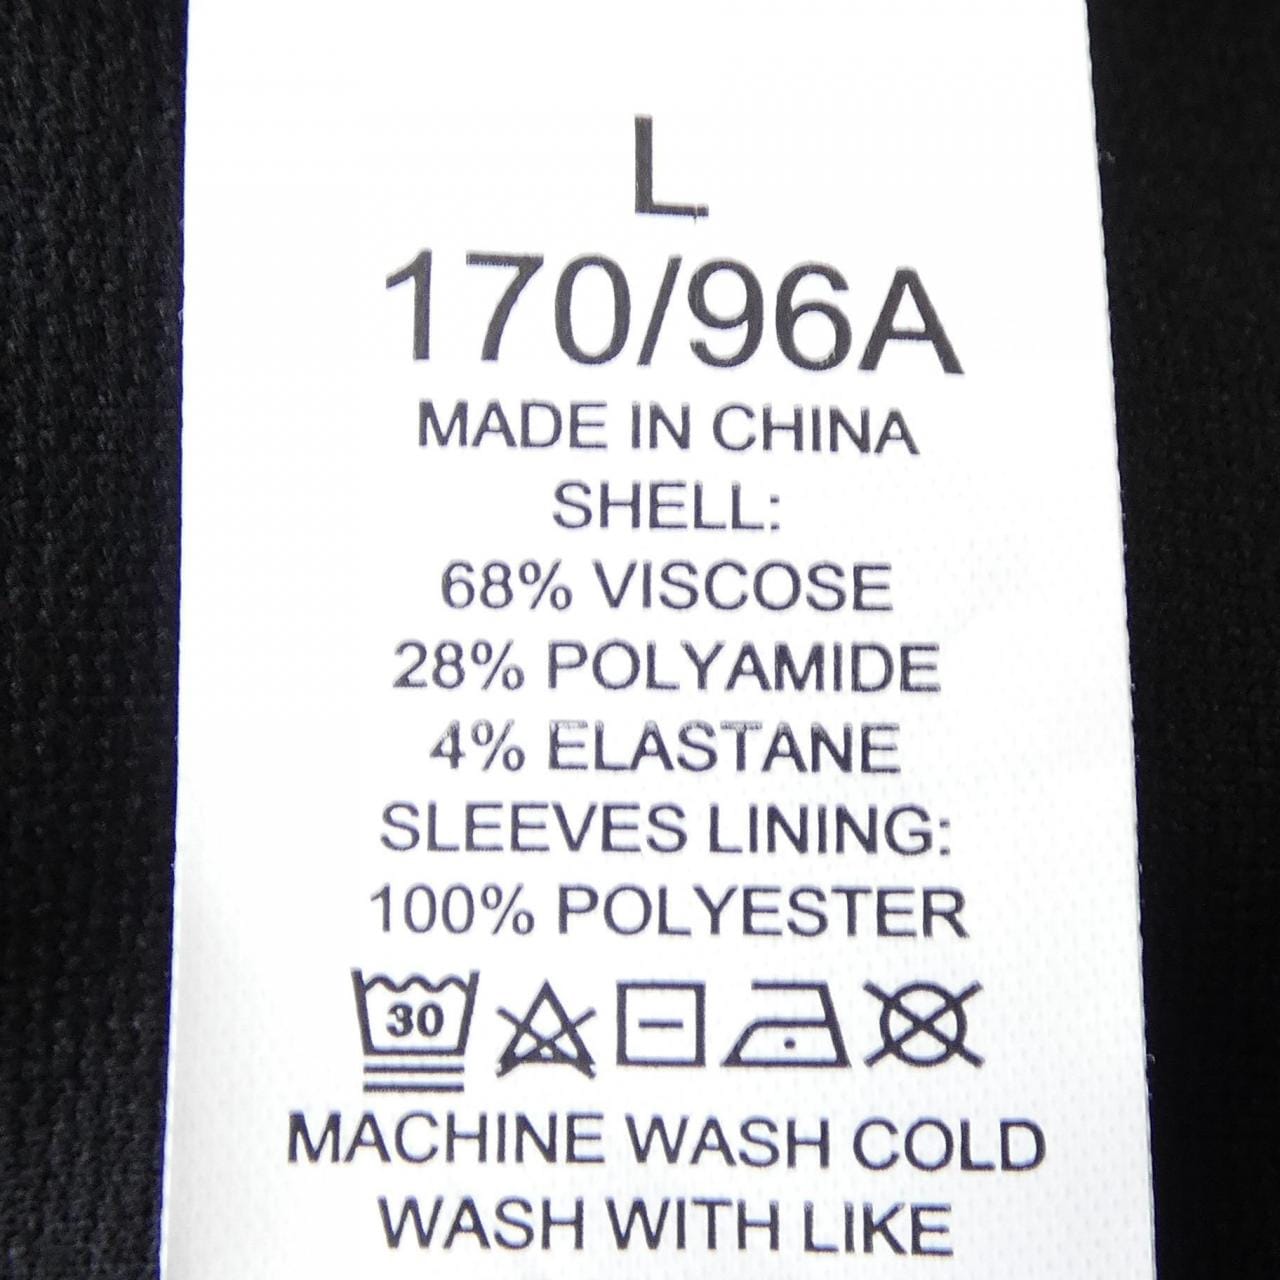 L
170/96A
MADE IN CHINA
SHELL:
68% VISCOSE
28% POLYAMIDE
4% ELASTANE
SLEEVES LINING:
100% POLYESTER
30
MACHINE WASH COLD
WASH WITH LIKE